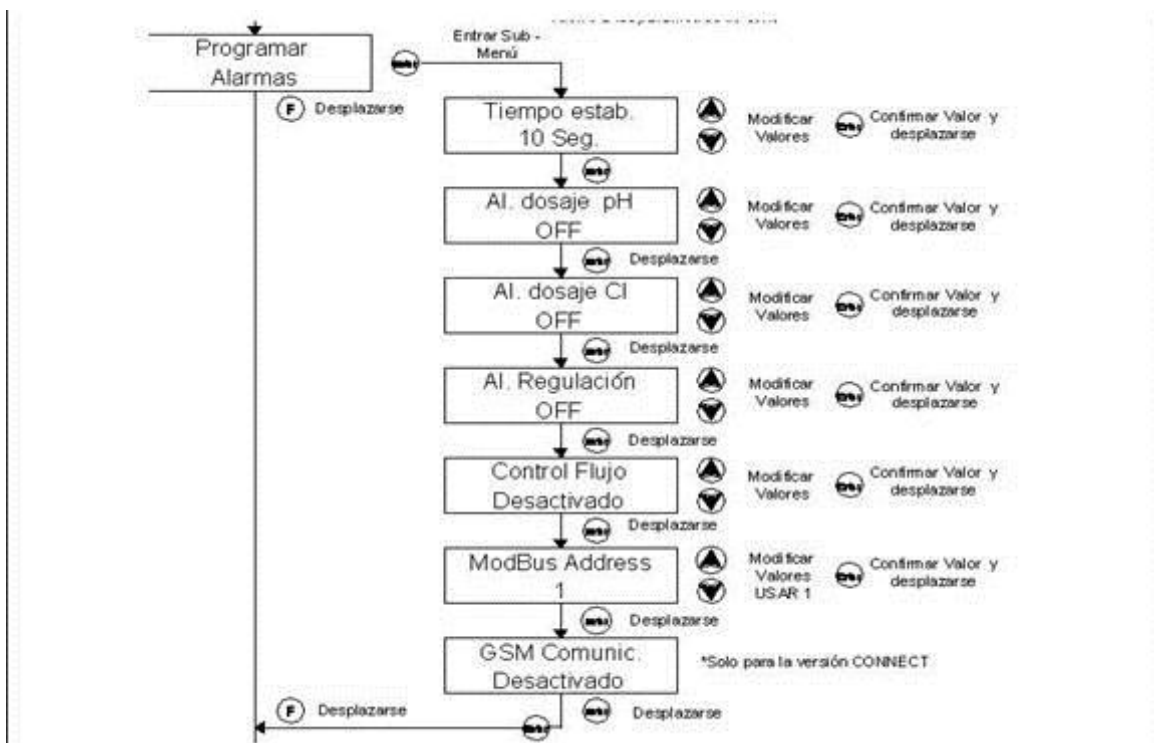 Programar
Alarmas
Entrar Sub -
Menú
F Desplazarse
Tiempo estab.
10 Seg.
Modificar
Valores
Confirmar Valor y
desplazarse
Al. dosaje pH
OFF
Modificar
Valores
Confirmar Valor y
desplazarse
Desplazarse
Al. dosaje Cl
OFF
Modificar
Valores
Confirmar Valor y
desplazarse
Desplazarse
Al. Regulación
OFF
Modificar
Valores
Confirmar Valor y
desplazarse
Desplazarse
Control Flujo
Desactivado
Modificar
Valores
Confirmar Valor y
desplazarse
Desplazarse
ModBus Address
1
Modificar
Valores
USAR 1
Confirmar Valor y
desplazarse
Desplazarse
GSM Comunic.
Desactivado
*Solo para la versión CONNECT
F Desplazarse
Desplazarse